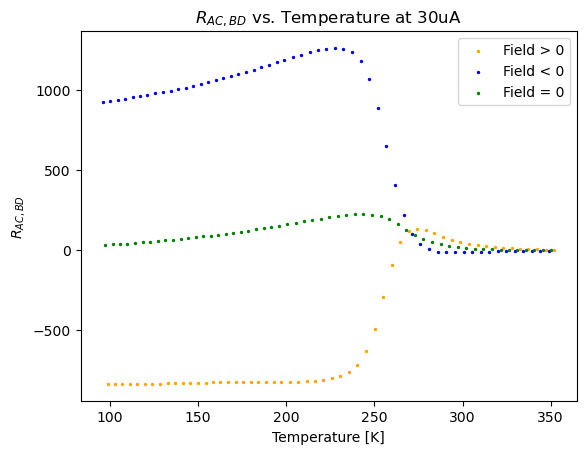 R_{AC,BD} vs. Temperature at 30uA
Field > 0
Field < 0
Field = 0
R_{AC,BD}
1000
500
0
−500
100 150 200 250 300 350
Temperature [K]